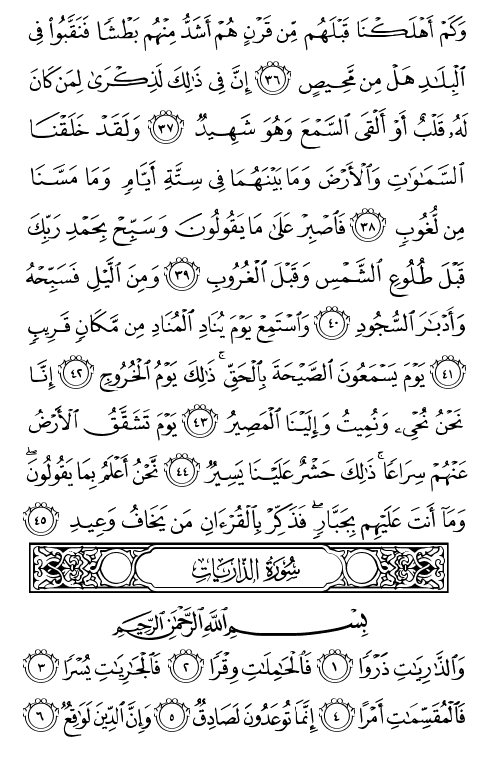 وَكَمْ أَهْلَكْنَا قَبْلَهُم مِّن قَرْنٍ هُمْ أَشَدُّ مِنْهُم بَطْشًا فَنَقَّبُوا۟ فِى
ٱلْبِلَـٰدِ هَلْ مِن مَّحِيصٍ ٣٦ إِنَّ فِى ذَٰلِكَ لَذِكْرَىٰ لِمَن كَانَ
لَهُۥ قَلْبٌ أَوْ أَلْقَى ٱلسَّمْعَ وَهُوَ شَهِيدٌ ٣٧ وَلَقَدْ خَلَقْنَا
ٱلسَّمَـٰوَٰتِ وَٱلْأَرْضَ وَمَا بَيْنَهُمَا فِى سِتَّةِ أَيَّامٍ وَمَا مَسَّنَا
مِن لُّغُوبٍ ٣٨ فَٱصْبِرْ عَلَىٰ مَا يَقُولُونَ وَسَبِّحْ بِحَمْدِ رَبِّكَ
قَبْلَ طُلُوعِ ٱلشَّمْسِ وَقَبْلَ ٱلْغُرُوبِ ٣٩ وَمِنَ ٱلَّيْلِ فَسَبِّحْهُ
وَأَدْبَـٰرَ ٱلسُّجُودِ ٤٠ وَٱسْتَمِعْ يَوْمَ يُنَادِ ٱلْمُنَادِ مِن مَّكَانٍ قَرِيبٍ
٤١ يَوْمَ يَسْمَعُونَ ٱلصَّيْحَةَ بِٱلْحَقِّ ۚ ذَٰلِكَ يَوْمُ ٱلْخُرُوجِ ٤٢ إِنَّا
نَحْنُ نُحْىِۦ وَنُمِيتُ وَإِلَيْنَا ٱلْمَصِيرُ ٤٣ يَوْمَ تَشَقَّقُ ٱلْأَرْضُ
عَنْهُمْ سِرَاعًا ۚ ذَٰلِكَ حَشْرٌ عَلَيْنَا يَسِيرٌ ٤٤ نَّحْنُ أَعْلَمُ بِمَا يَقُولُونَ ۖ
وَمَآ أَنتَ عَلَيْهِم بِجَبَّارٍ ۖ فَذَكِّرْ بِٱلْقُرْءَانِ مَن يَخَافُ وَعِيدِ ٤٥
سُورَةُ الذَّارِيَاتِ
بِسْمِ ٱللَّهِ ٱلرَّحْمَـٰنِ ٱلرَّحِيمِ
وَٱلذَّٰرِيَـٰتِ ذَرْوًا ١ فَٱلْحَـٰمِلَـٰتِ وِقْرًا ٢ فَٱلْجَـٰرِيَـٰتِ يُسْرًا ٣
فَٱلْمُقَسِّمَـٰتِ أَمْرًا ٤ إِنَّمَا تُوعَدُونَ لَصَادِقٌ ٥ وَإِنَّ ٱلدِّينَ لَوَٰقِعٌ ٦